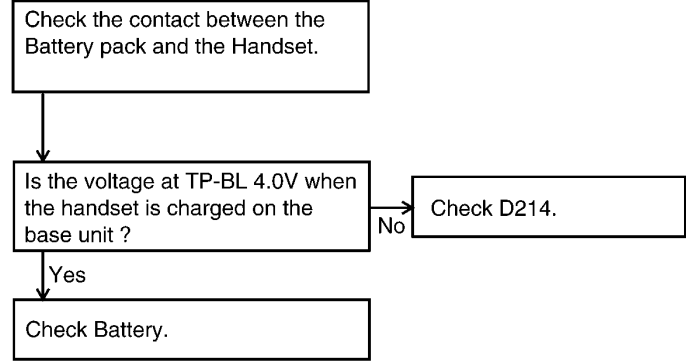 Check the contact between the
Battery pack and the Handset.
Is the voltage at TP-BL 4.0V when
the handset is charged on the
base unit ?
No
Check D214.
Yes
Check Battery.